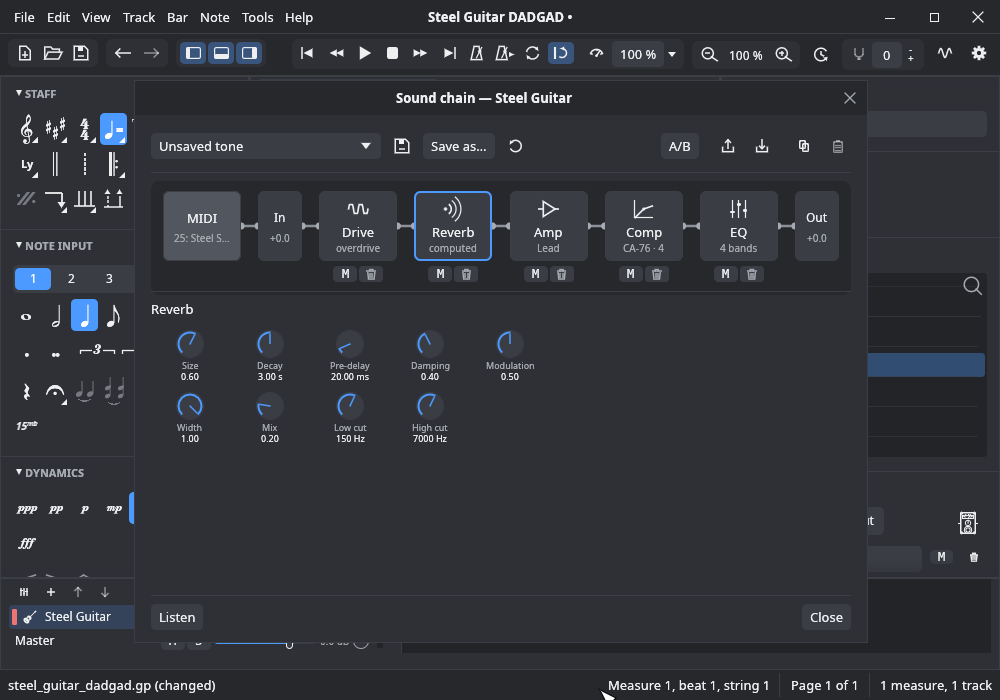 File Edit View Track Bar Note Tools Help
Steel Guitar DADGAD •
100 %
100 %
0
STAFF
Sound chain — Steel Guitar
Unsaved tone
Save as...
A/B
Ly
MIDI
25: Steel S...
In
+0.0
Drive
overdrive
Reverb
computed
Amp
Lead
Comp
CA-76 · 4
EQ
4 bands
Out
+0.0
M M M M M
NOTE INPUT
1 2 3
Reverb
Size
0.60
Decay
3.00 s
Pre-delay
20.00 ms
Damping
0.40
Modulation
0.50
Width
1.00
Mix
0.20
Low cut
150 Hz
High cut
7000 Hz
3
15mb
DYNAMICS
ppp pp p mp
fff
M
Listen
Close
Steel Guitar
Master
steel_guitar_dadgad.gp (changed)
Measure 1, beat 1, string 1
Page 1 of 1
1 measure, 1 track